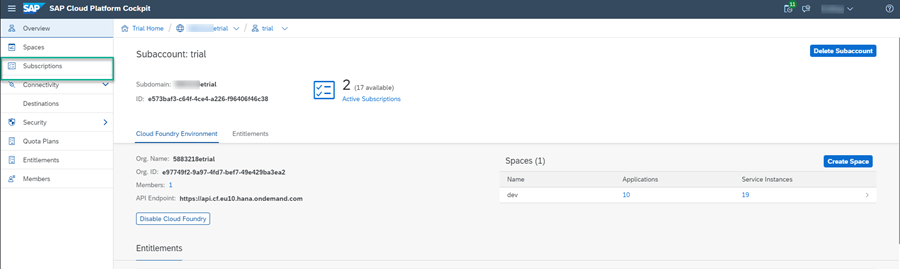 SAP SAP Cloud Platform Cockpit 11
Overview
Spaces
Subscriptions
Connectivity
Destinations
Security
Quota Plans
Entitlements
Members
Trial Home / etrial / trial
Subaccount: trial
Delete Subaccount
Subdomain: etrial
ID: e573baf3-c64f-4ce4-a226-f96406f46c38
2 (17 available)
Active Subscriptions
Cloud Foundry Environment Entitlements
Org. Name: 5883218etrial
Org. ID: e97749f2-9a97-4fd7-bef7-49e429ba3ea2
Members: 1
API Endpoint: https://api.cf.eu10.hana.ondemand.com
Disable Cloud Foundry
Spaces (1)
Create Space
Name Applications Service Instances
dev 10 19
Entitlements